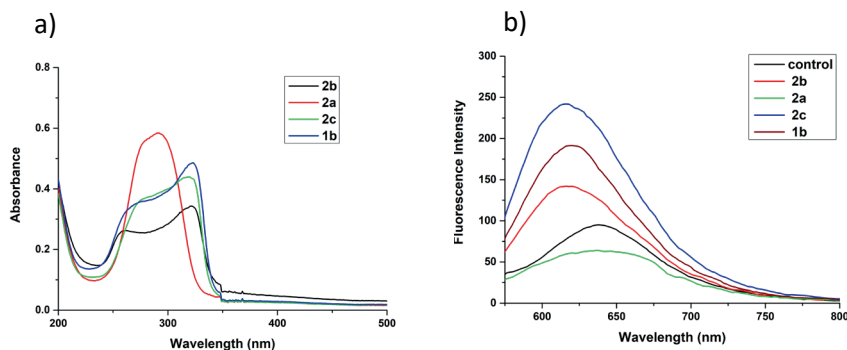 a)
0.8
0.6
0.4
0.2
0.0
200
300
400
500
Absorbance
Wavelength (nm)
2b
2a
2c
1b
b)
300
250
200
150
100
50
0
600
650
700
750
800
Fluorescence Intensity
Wavelength (nm)
control
2b
2a
2c
1b